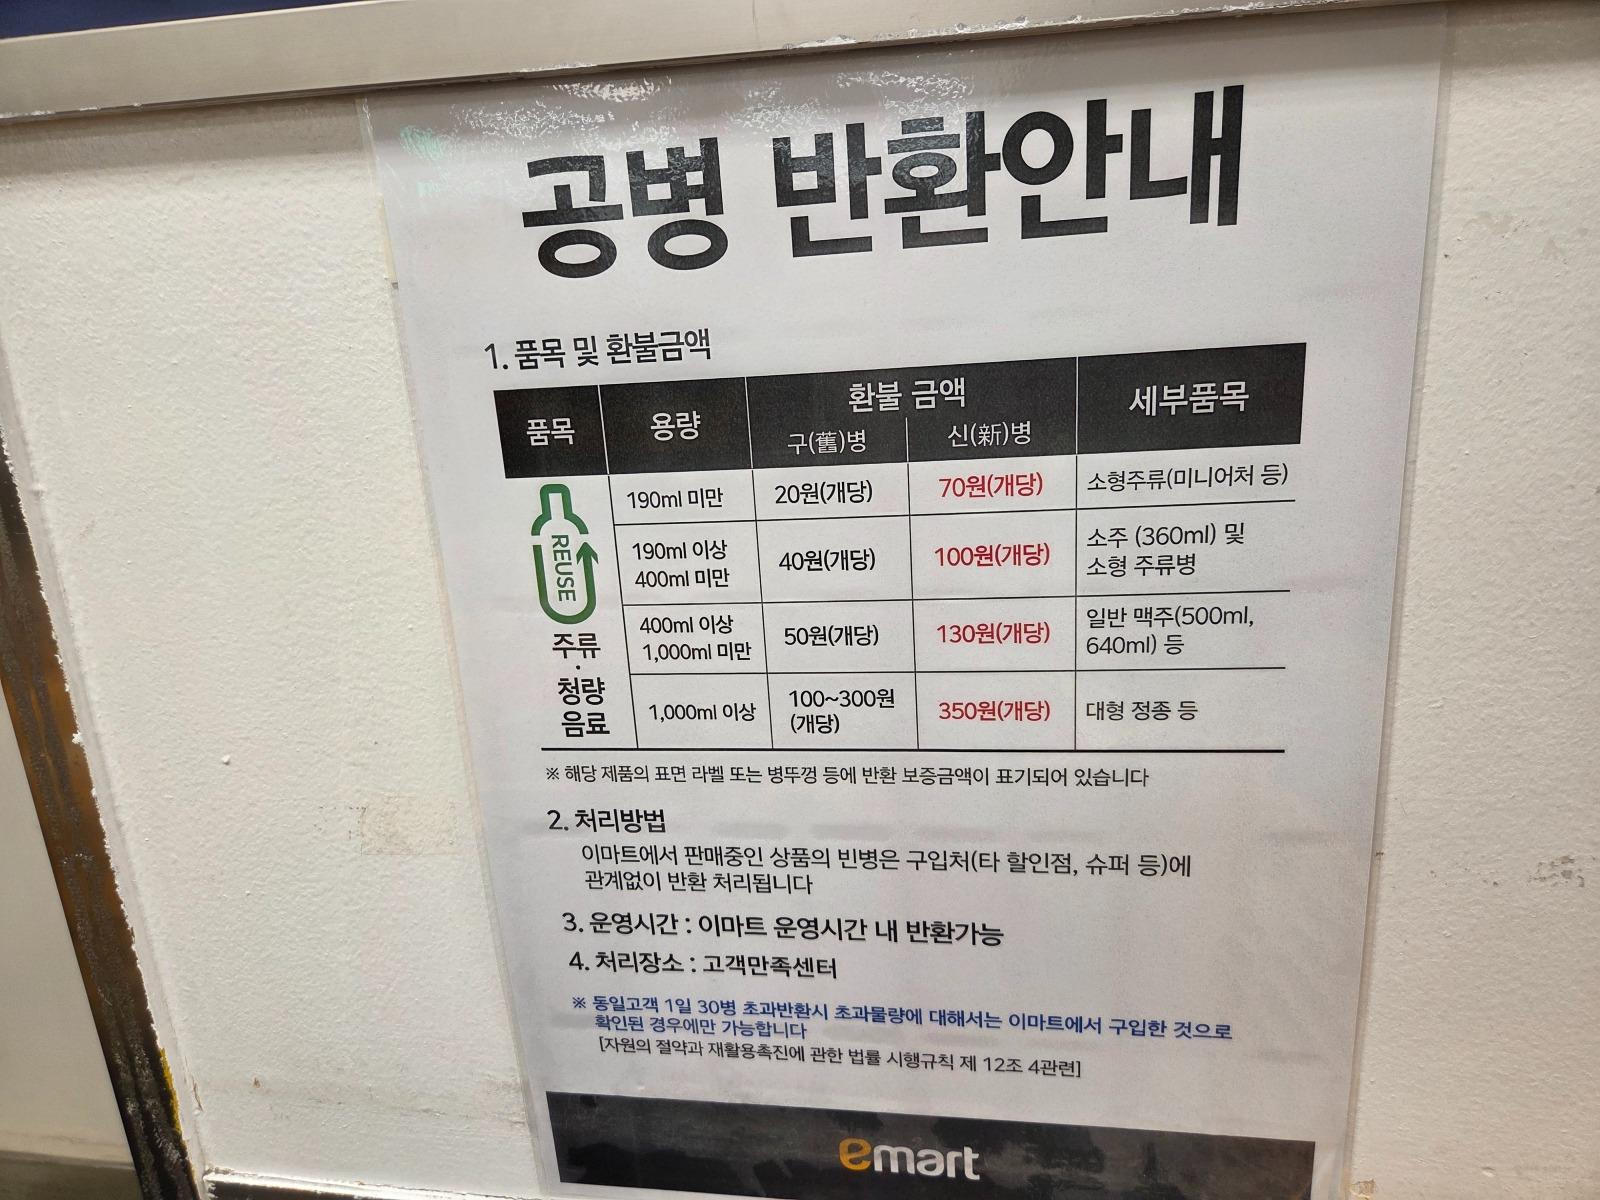 공병 반환안내
1. 품목 및 환불금액
품목 용량 환불 금액 세부품목
구(舊)병 신(新)병
190ml 미만 20원(개당) 70원(개당) 소형주류(미니어처 등)
REUSE
190ml 이상 40원(개당) 100원(개당) 소주 (360ml) 및
400ml 미만 소형 주류병
400ml 이상 50원(개당) 130원(개당) 일반 맥주(500ml,
1,000ml 미만 640ml) 등
주류
·
청량
음료
1,000ml 이상 100~300원 350원(개당) 대형 정종 등
(개당)
※ 해당 제품의 표면 라벨 또는 병뚜껑 등에 반환 보증금액이 표기되어 있습니다
2. 처리방법
이마트에서 판매중인 상품의 빈병은 구입처(타 할인점, 슈퍼 등)에
관계없이 반환 처리됩니다
3. 운영시간 : 이마트 운영시간 내 반환가능
4. 처리장소 : 고객만족센터
※ 동일고객 1일 30병 초과반환시 초과물량에 대해서는 이마트에서 구입한 것으로
확인된 경우에만 가능합니다
[자원의 절약과 재활용촉진에 관한 법률 시행규칙 제 12조 4관련]
emart